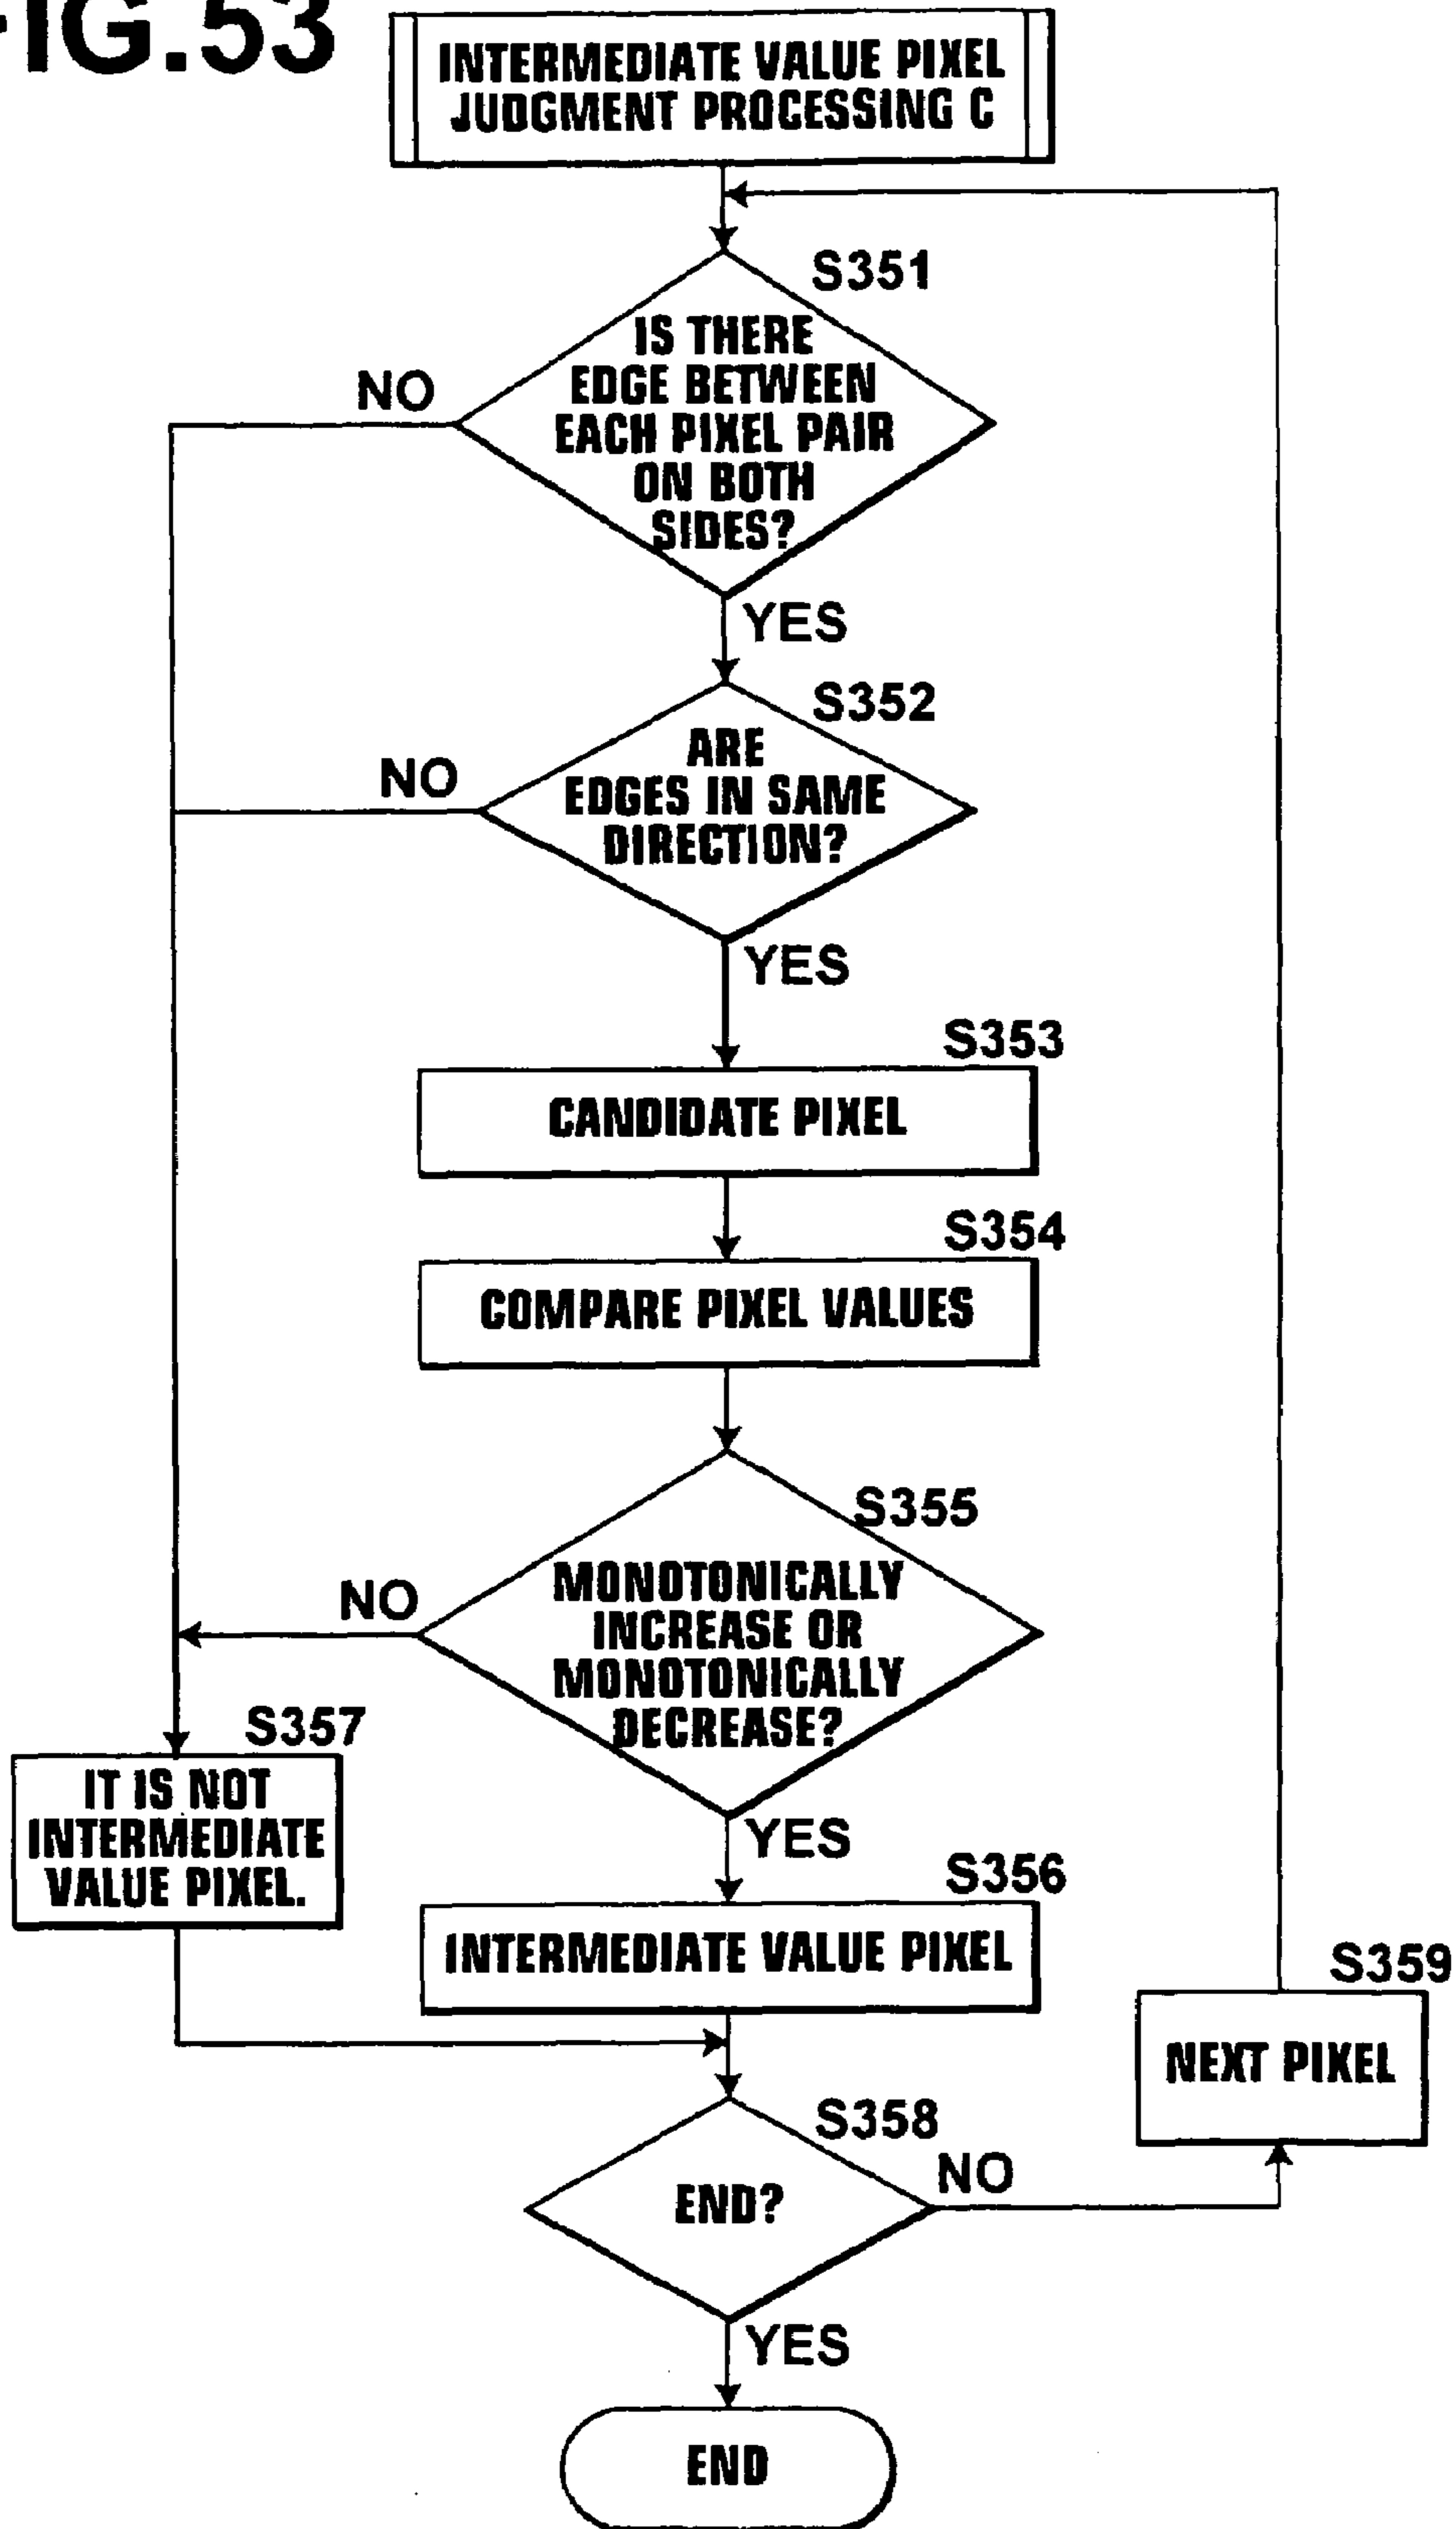 FIG.53
INTERMEDIATE VALUE PIXEL
JUDGMENT PROCESSING C
S351
IS THERE
EDGE BETWEEN
EACH PIXEL PAIR
ON BOTH
SIDES?
NO
YES
S352
ARE
EDGES IN SAME
DIRECTION?
NO
YES
S353
CANDIDATE PIXEL
S354
COMPARE PIXEL VALUES
S355
MONOTONICALLY
INCREASE OR
MONOTONICALLY
DECREASE?
NO
YES
S357
IT IS NOT
INTERMEDIATE
VALUE PIXEL.
S356
INTERMEDIATE VALUE PIXEL
S359
NEXT PIXEL
S358
END?
NO
YES
END